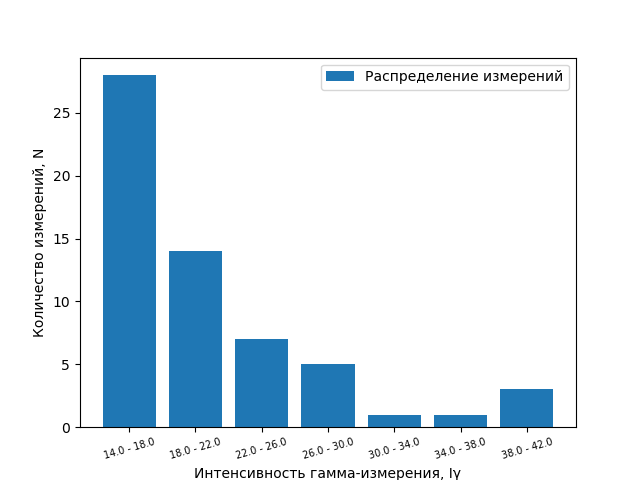 Распределение измерений
Количество измерений, N
25
20
15
10
5
0
14.0 - 18.0
18.0 - 22.0
22.0 - 26.0
26.0 - 30.0
30.0 - 34.0
34.0 - 38.0
38.0 - 42.0
Интенсивность гамма-измерения, Iγ